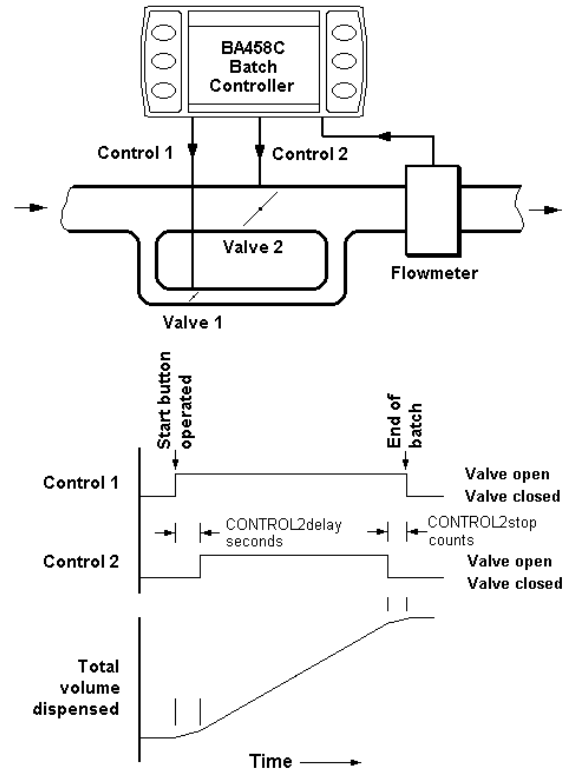 BA458C
Batch
Controller
Control 1
Control 2
Valve 2
Flowmeter
Valve 1
Start button
operated
End of
batch
Control 1
Valve open
Valve closed
CONTROL2delay
seconds
CONTROL2stop
counts
Control 2
Valve open
Valve closed
Total
volume
dispensed
Time